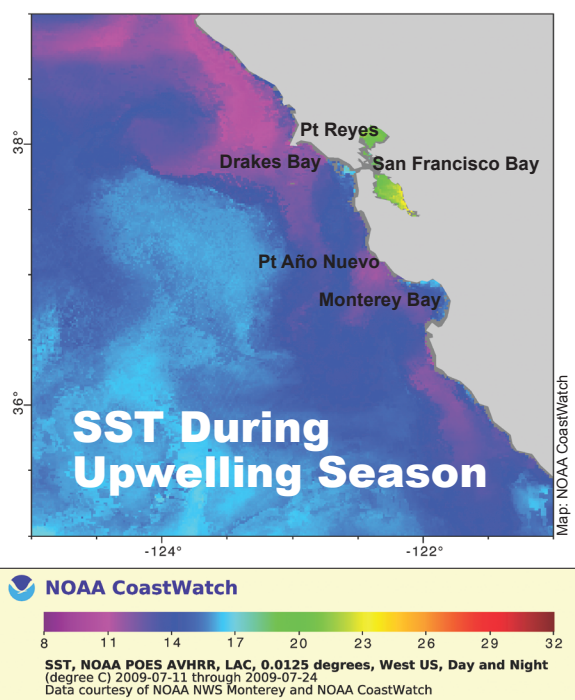 38°
36°
Pt Reyes
Drakes Bay
San Francisco Bay
Pt Año Nuevo
Monterey Bay
SST During
Upwelling Season
Map: NOAA CoastWatch
-124°
-122°
NOAA CoastWatch
8 11 14 17 20 23 26 29 32
SST, NOAA POES AVHRR, LAC, 0.0125 degrees, West US, Day and Night
(degree C) 2009-07-11 through 2009-07-24
Data courtesy of NOAA NWS Monterey and NOAA CoastWatch